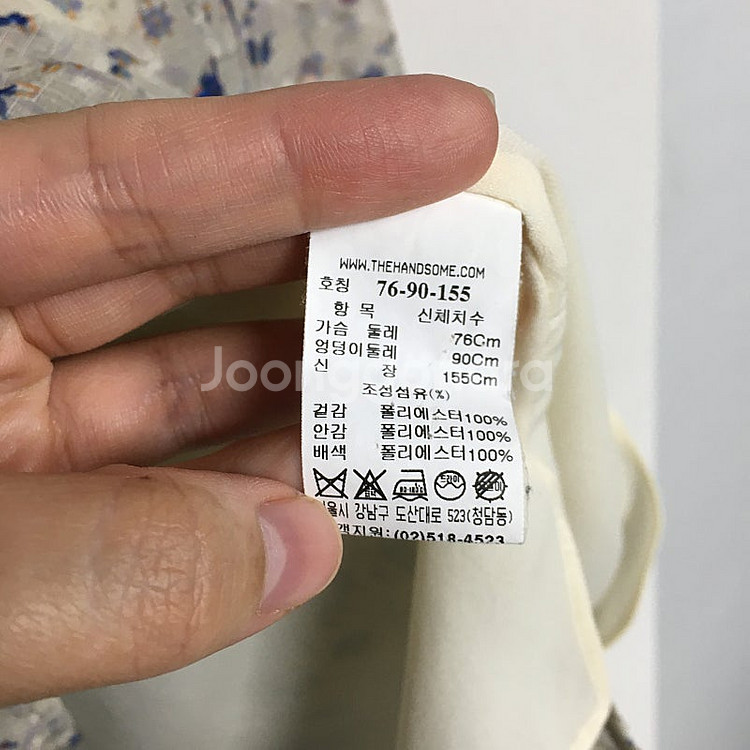 WWW.THEHANDSOME.COM
호칭 76-90-155
항 목 신체치수
가슴 둘레 76Cm
엉덩이둘레 90Cm
신 장 155Cm
조성섬유(%)
겉감 폴리에스터100%
안감 폴리에스터100%
배색 폴리에스터100%
드라이
강남구 도산대로 523(청담동)
(02)518-4523